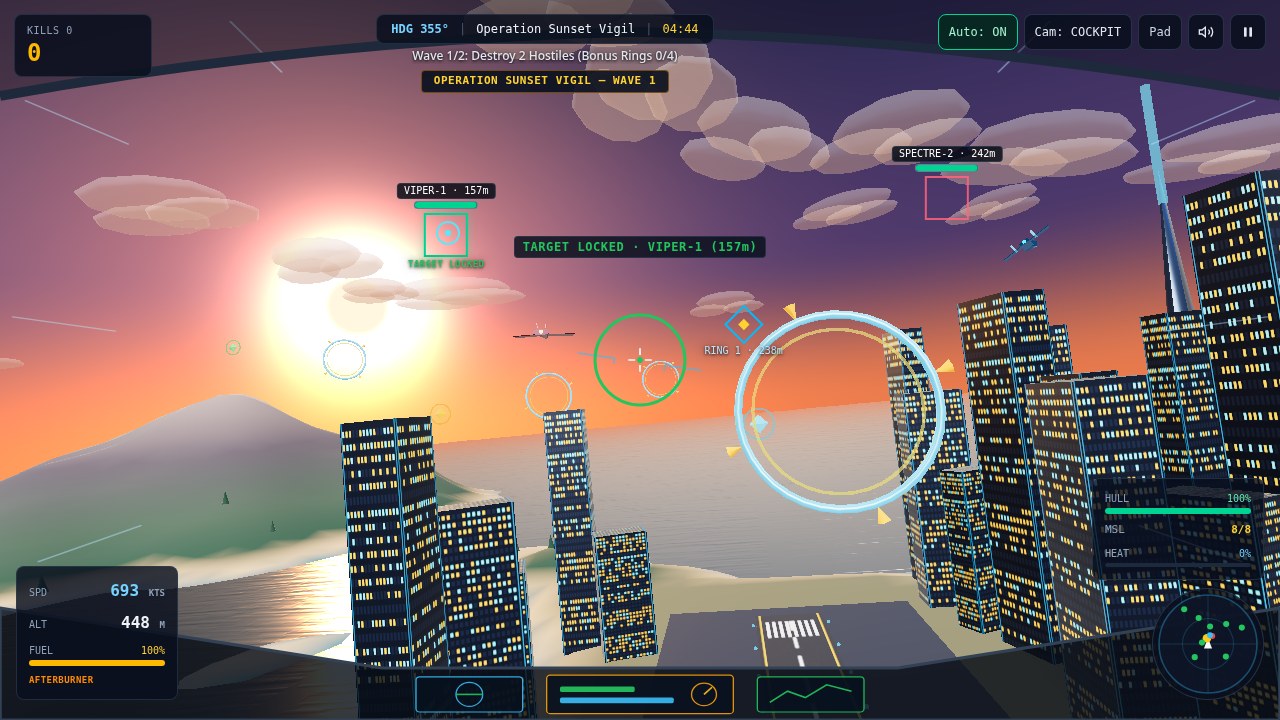 KILLS 0
0
HDG 355° | Operation Sunset Vigil | 04:44
Wave 1/2: Destroy 2 Hostiles (Bonus Rings 0/4)
OPERATION SUNSET VIGIL — WAVE 1
Auto: ON
Cam: COCKPIT
Pad
SPECTRE-2 · 242m
VIPER-1 · 157m
TARGET LOCKED
TARGET LOCKED · VIPER-1 (157m)
RING 1 · 238m
HULL 100%
MSL 8/8
HEAT 0%
SPD 693 KTS
ALT 448 M
FUEL 100%
AFTERBURNER